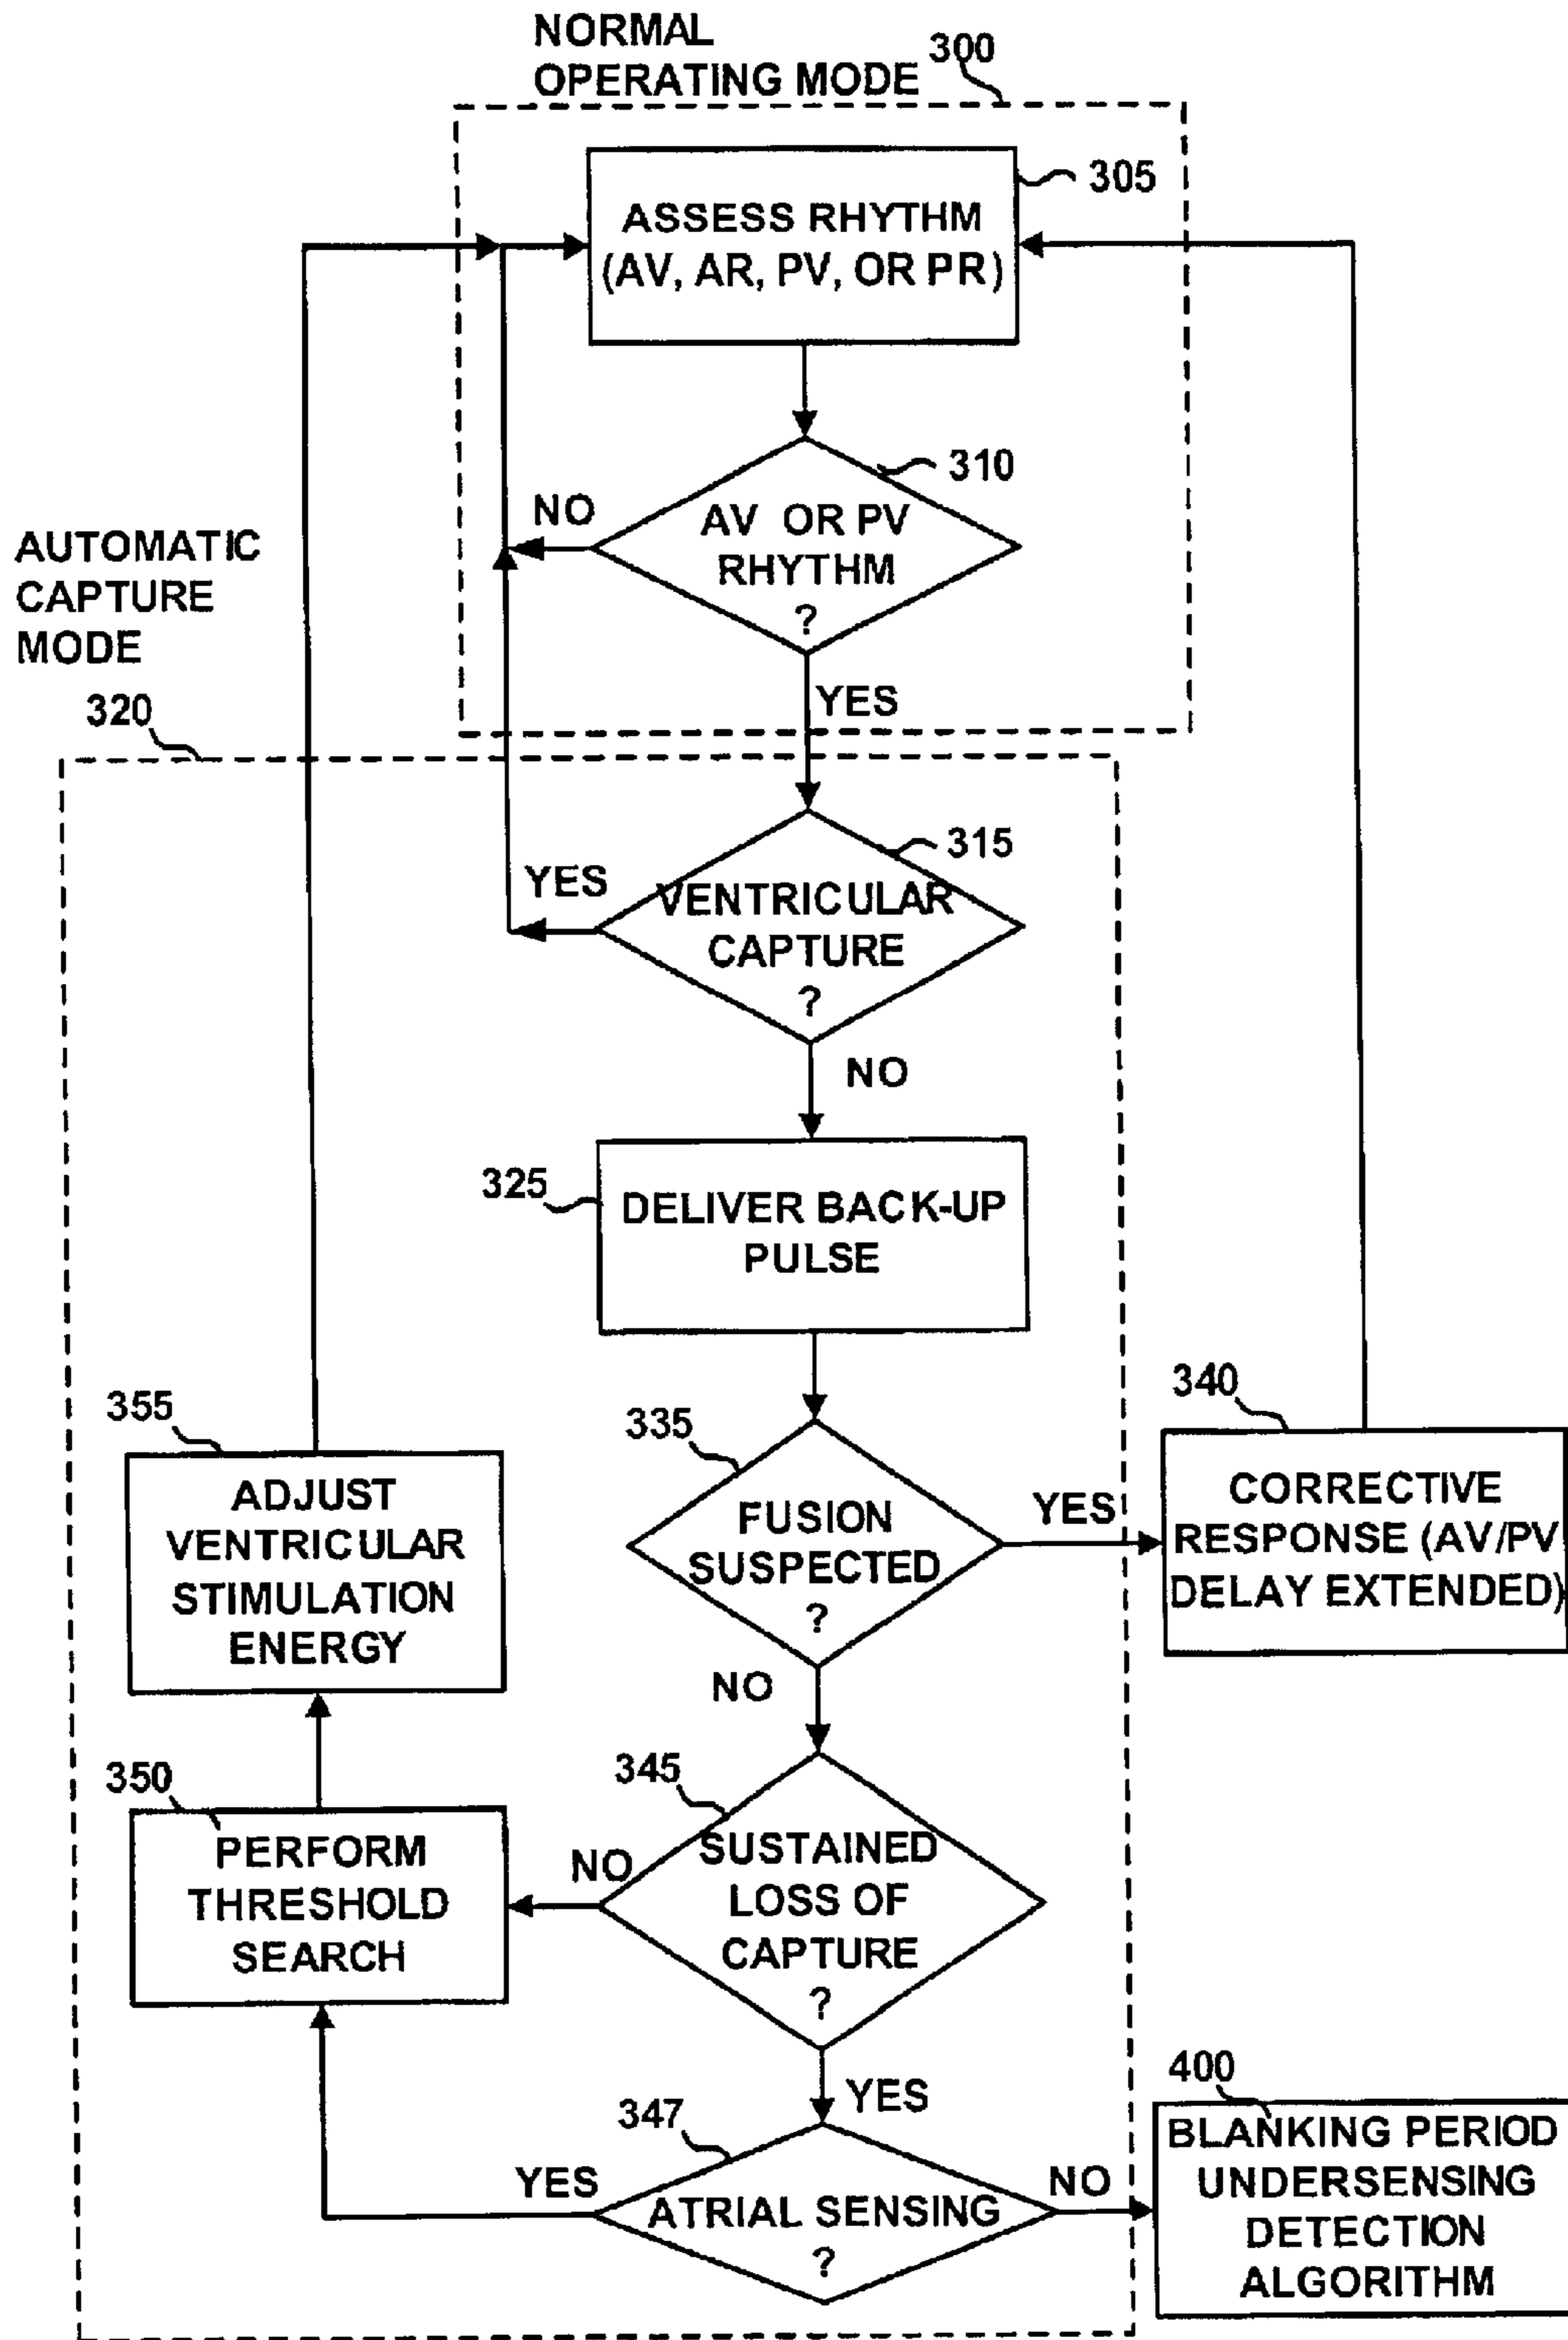 NORMAL
OPERATING MODE
300
ASSESS RHYTHM
(AV, AR, PV, OR PR)
305
AV OR PV
RHYTHM
?
310
NO
YES
AUTOMATIC
CAPTURE
MODE
320
VENTRICULAR
CAPTURE
?
315
YES
NO
325
DELIVER BACK-UP
PULSE
335
FUSION
SUSPECTED
?
YES
NO
340
CORRECTIVE
RESPONSE (AV/PV
DELAY EXTENDED)
355
ADJUST
VENTRICULAR
STIMULATION
ENERGY
345
SUSTAINED
LOSS OF
CAPTURE
?
NO
YES
350
PERFORM
THRESHOLD
SEARCH
347
ATRIAL SENSING
?
YES
NO
400
BLANKING PERIOD
UNDERSENSING
DETECTION
ALGORITHM